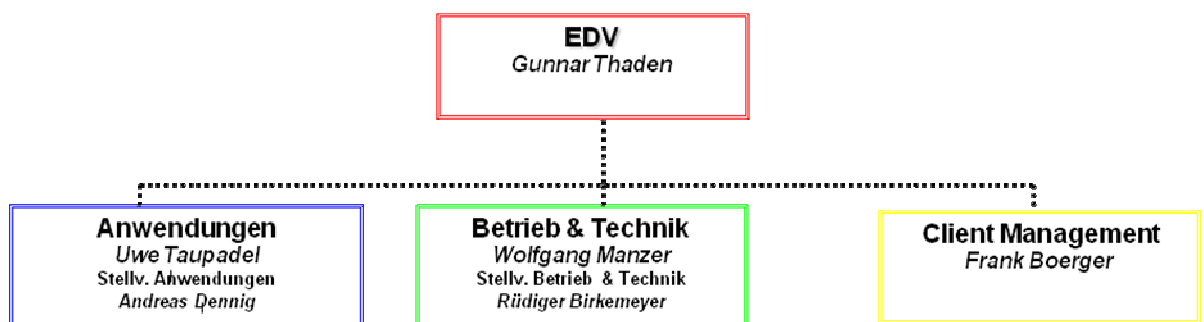 EDV
Gunnar Thaden
Anwendungen
Uwe Taupadel
Stellv. Anwendungen
Andreas Dennig
Betrieb & Technik
Wolfgang Manzer
Stellv. Betrieb & Technik
Rüdiger Birkemeyer
Client Management
Frank Boerger